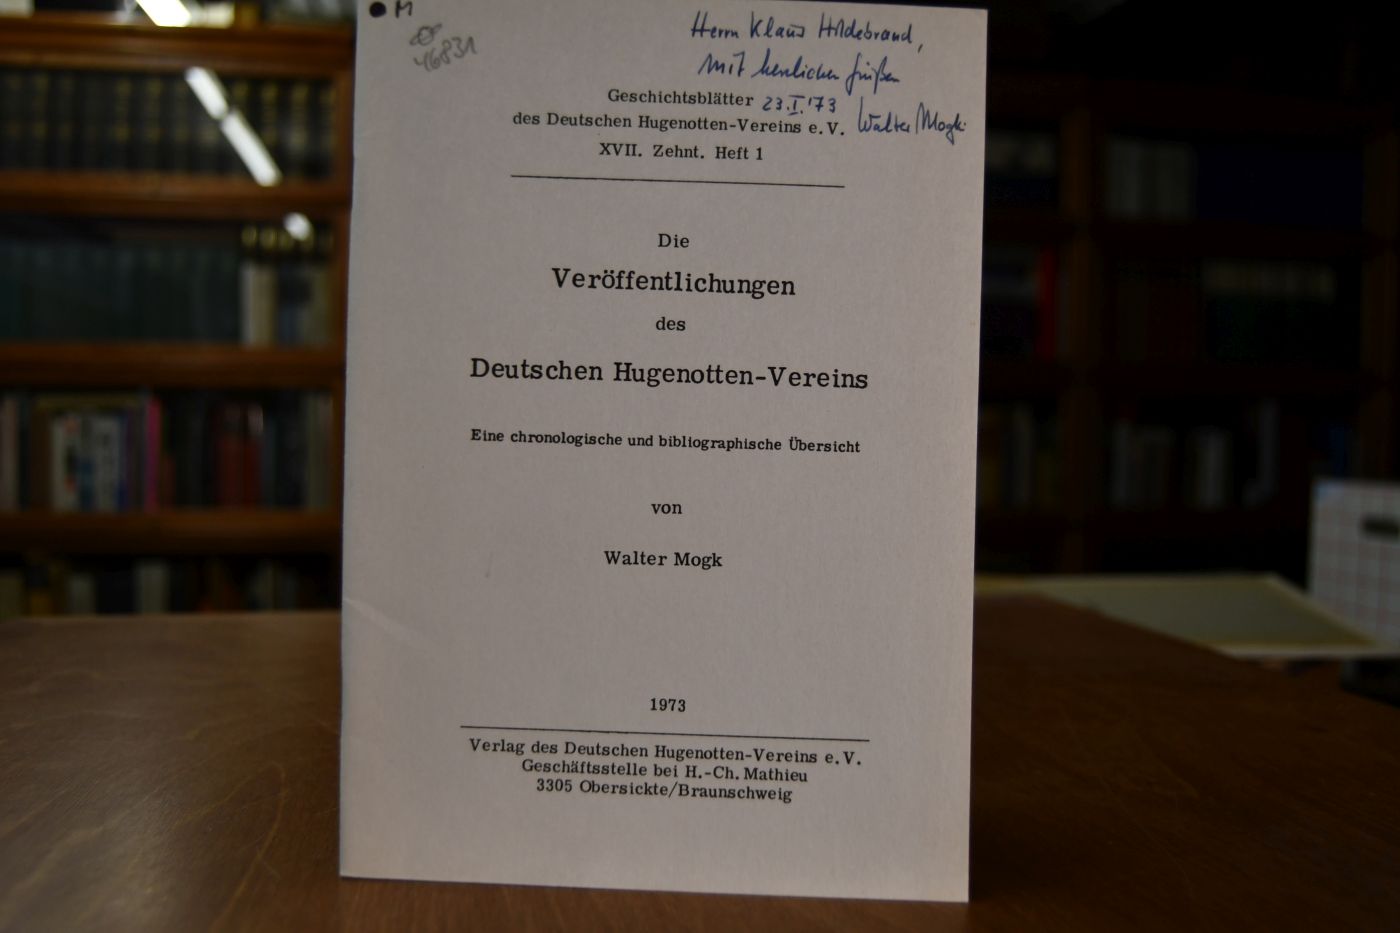 M
46831
Herrn Klaus Hildebrand,
mit herzlichen Grüßen
23.I.'73 Walter Mogk
Geschichtsblätter
des Deutschen Hugenotten-Vereins e.V.
XVII. Zehnt. Heft 1
Die
Veröffentlichungen
des
Deutschen Hugenotten-Vereins
Eine chronologische und bibliographische Übersicht
von
Walter Mogk
1973
Verlag des Deutschen Hugenotten-Vereins e.V.
Geschäftsstelle bei H.-Ch. Mathieu
3305 Obersickte/Braunschweig